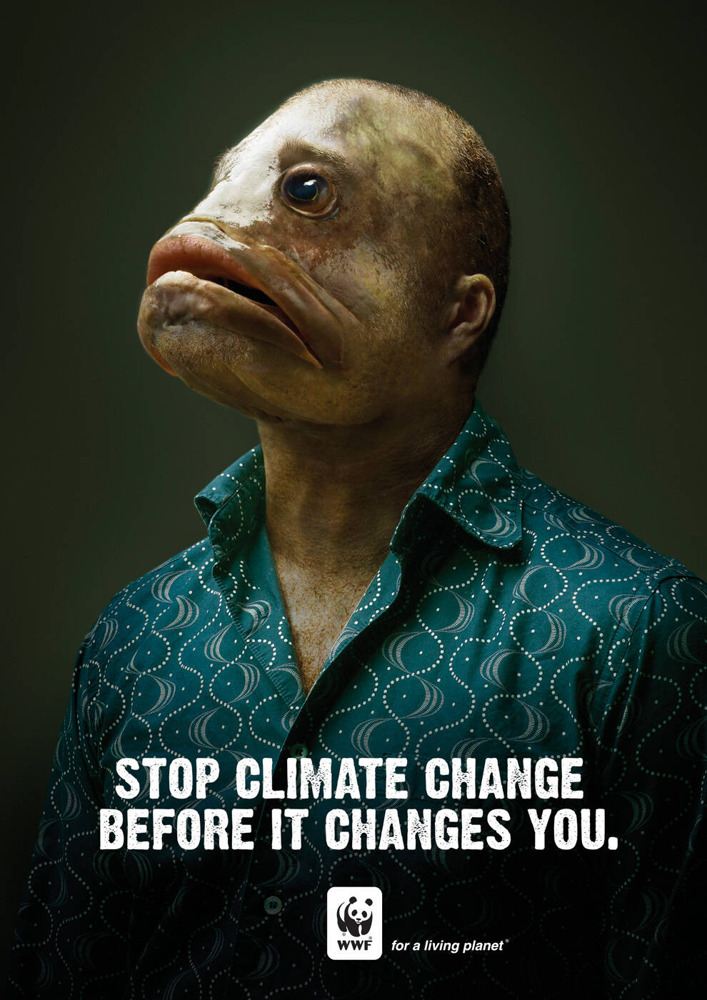 STOP CLIMATE CHANGE
BEFORE IT CHANGES YOU.
WWF
for a living planet®